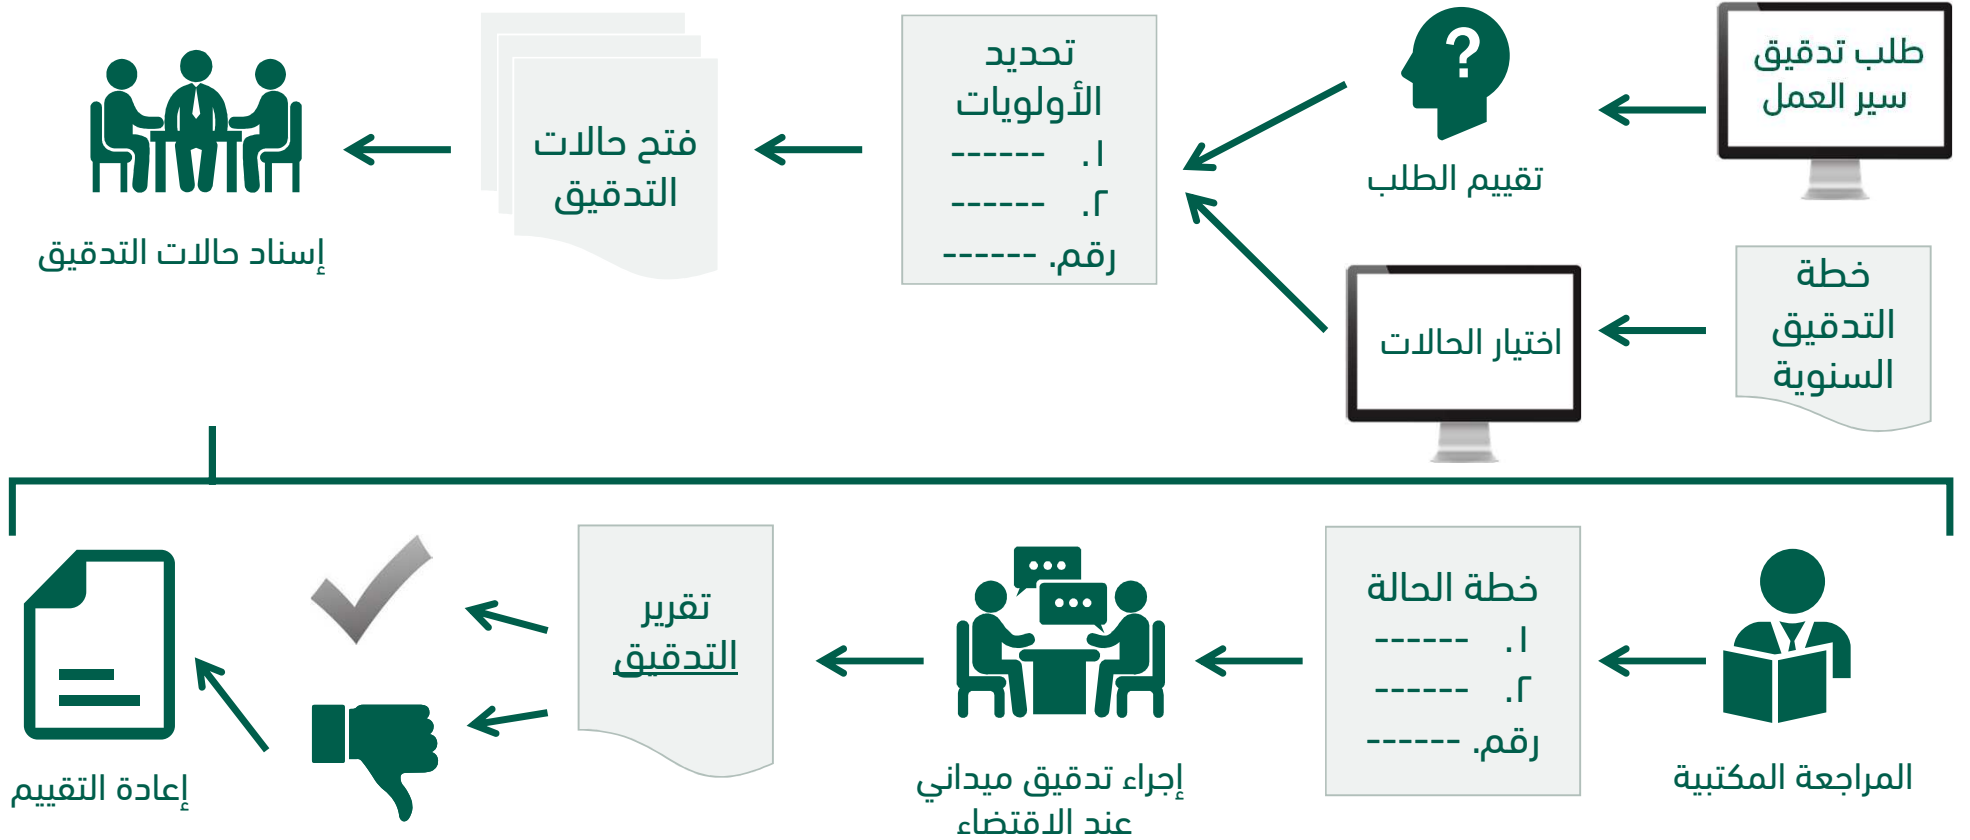 طلب تدقيق
سير العمل
?
تقييم الطلب
خطة
التدقيق
السنوية
اختيار الحالات
تحديد
الأولويات
١. ------
٢. ------
رقم. ------
فتح حالات
التدقيق
إسناد حالات التدقيق
المراجعة المكتبية
خطة الحالة
١. ------
٢. ------
رقم. ------
إجراء تدقيق ميداني
عند الاقتضاء
تقرير
التدقيق
إعادة التقييم